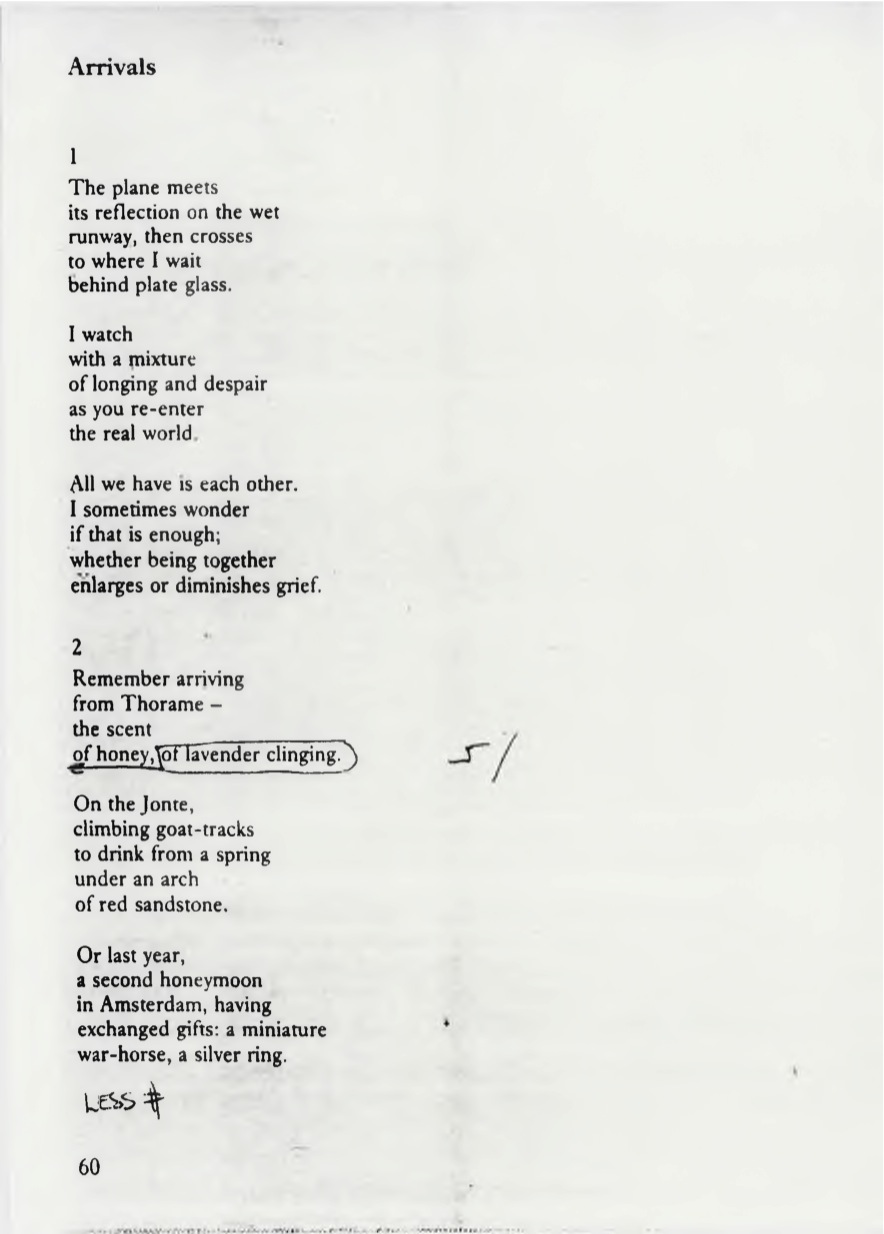 Arrivals
1
The plane meets
its reflection on the wet
runway, then crosses
to where I wait
behind plate glass.
I watch
with a mixture
of longing and despair
as you re-enter
the real world.
All we have is each other.
I sometimes wonder
if that is enough;
whether being together
enlarges or diminishes grief.
2
Remember arriving
from Thorame –
the scent
of honey, of lavender clinging.
On the Jonte,
climbing goat-tracks
to drink from a spring
under an arch
of red sandstone.
Or last year,
a second honeymoon
in Amsterdam, having
exchanged gifts: a miniature
war-horse, a silver ring.
LESS #
60